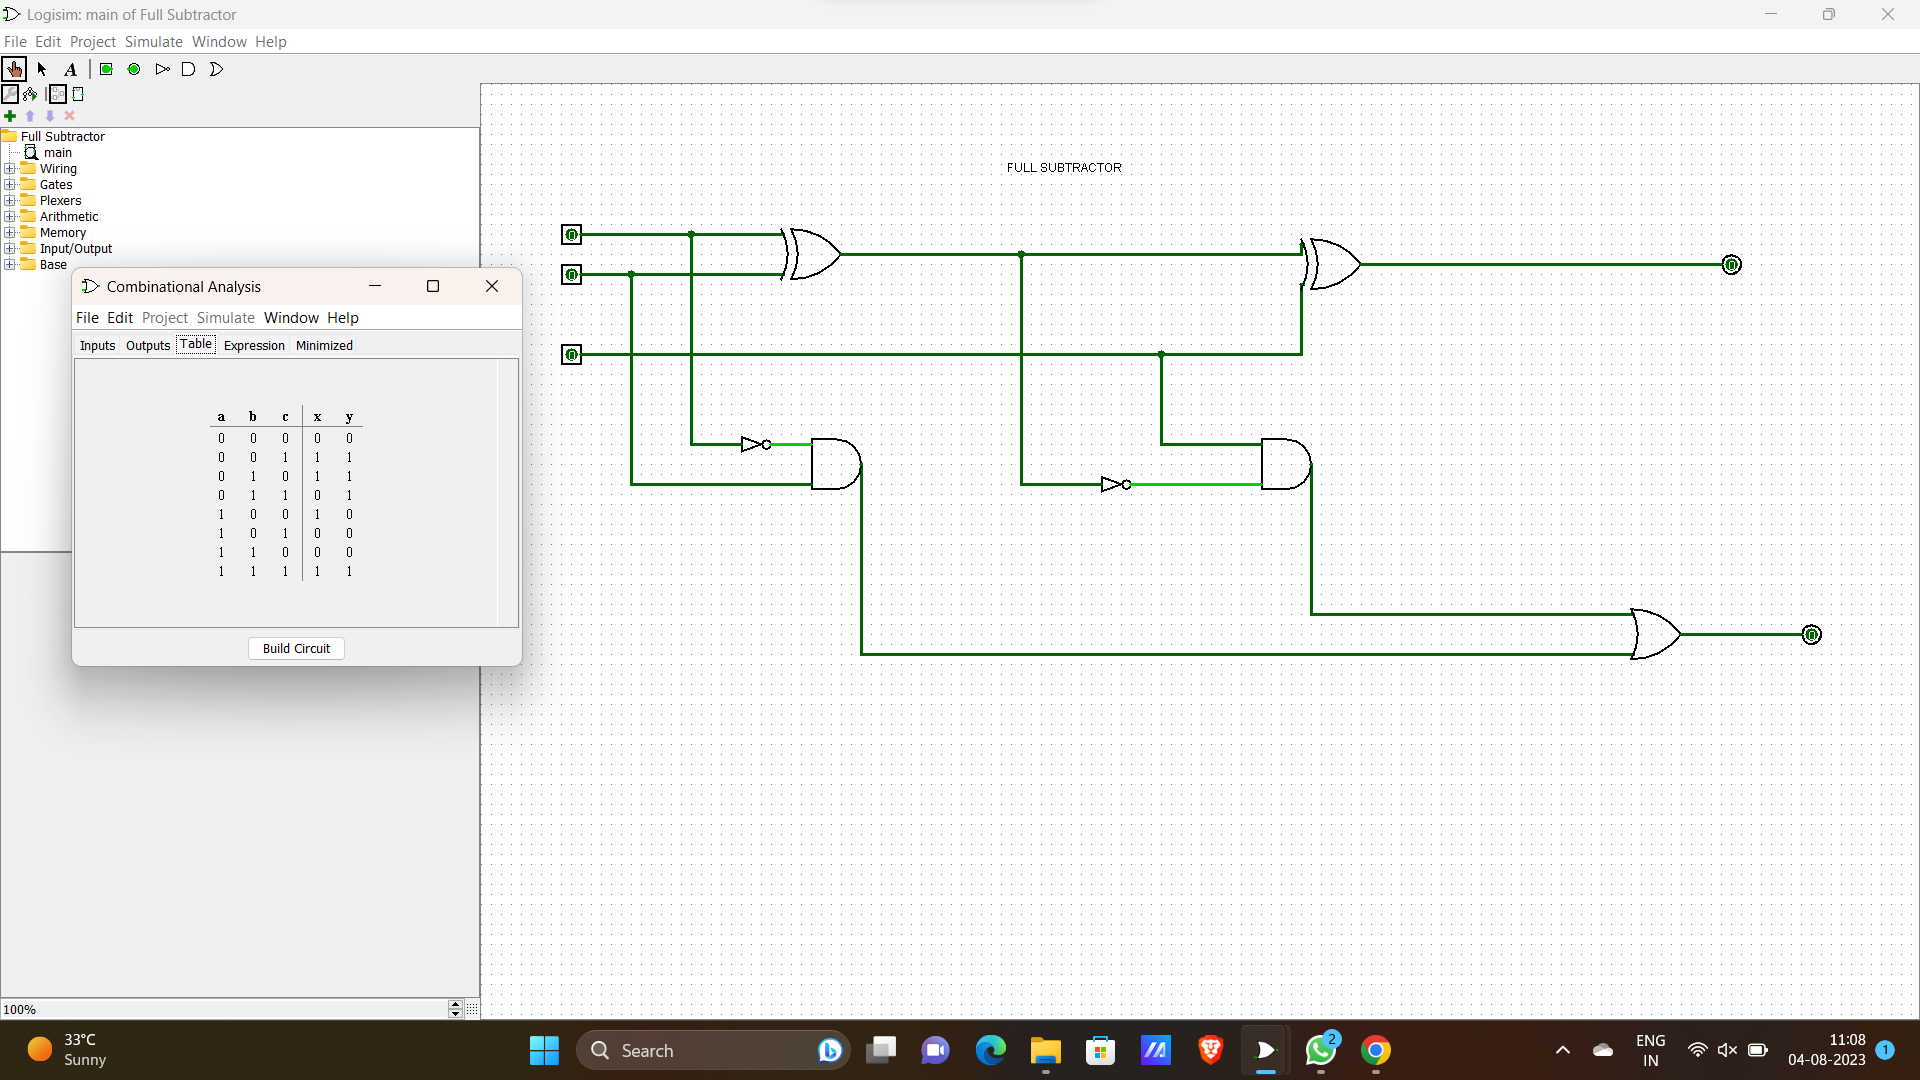 Logisim: main of Full Subtractor
File Edit Project Simulate Window Help
A
Full Subtractor
main
Wiring
Gates
Plexers
Arithmetic
Memory
Input/Output
Base
FULL SUBTRACTOR
Combinational Analysis
File Edit Project Simulate Window Help
Inputs Outputs Table Expression Minimized
a b c x y
0 0 0 0 0
0 0 1 1 1
0 1 0 1 1
0 1 1 0 1
1 0 0 1 0
1 0 1 0 0
1 1 0 0 0
1 1 1 1 1
Build Circuit
0
0
0
0
0
100%
33°C
Sunny
Search
2
ENG
IN
11:08
04-08-2023
1